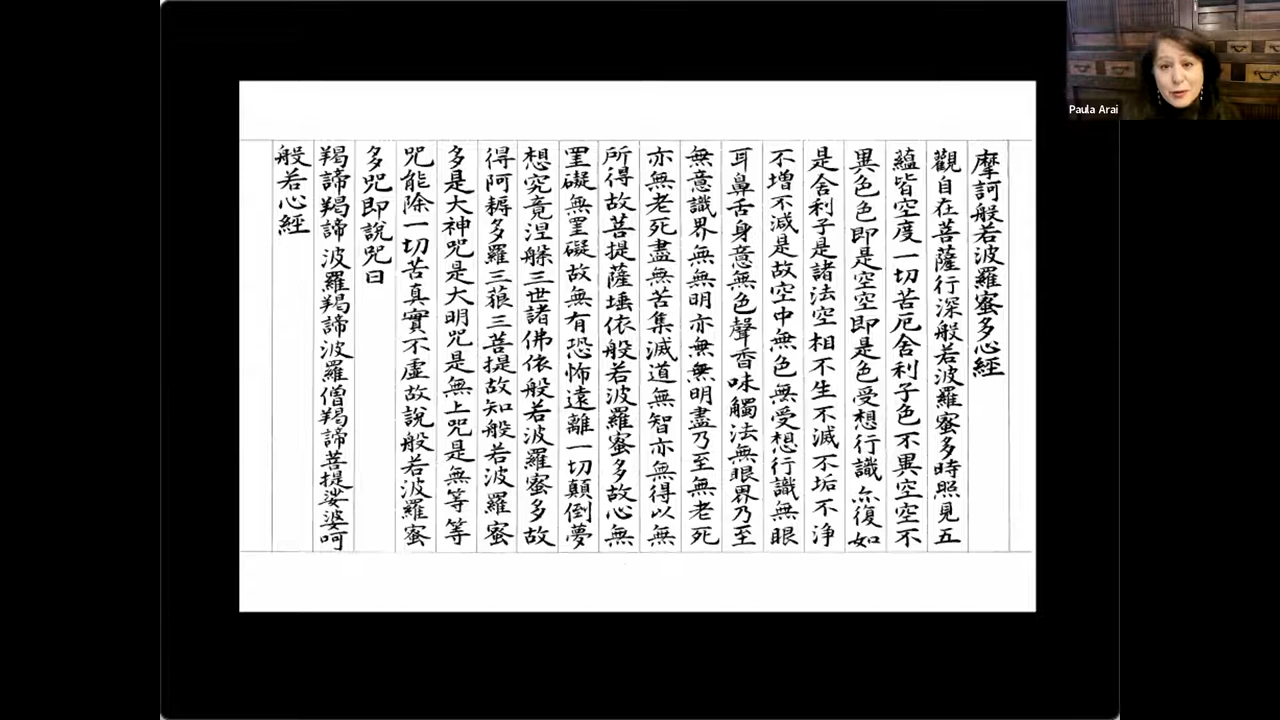 摩訶般若波羅蜜多心經
觀自在菩薩行深般若波羅蜜多時照見五
蘊皆空度一切苦厄舍利子色不異空空不
異色色即是空空即是色受想行識亦復如
是舍利子是諸法空相不生不滅不垢不淨
不增不減是故空中無色無受想行識無眼
耳鼻舌身意無色聲香味觸法無眼界乃至
無意識界無無明亦無無明盡乃至無老死
亦無老死盡無苦集滅道無智亦無得以無
所得故菩提薩埵依般若波羅蜜多故心無
罣礙無罣礙故無有恐怖遠離一切顛倒夢
想究竟涅槃三世諸佛依般若波羅蜜多故
得阿耨多羅三藐三菩提故知般若波羅蜜
多是大神咒是大明咒是無上咒是無等等
咒能除一切苦真實不虛故說般若波羅蜜
多咒即說咒曰
羯諦羯諦 波羅羯諦波羅僧羯諦菩提娑婆呵
般若心經
Paula Arai